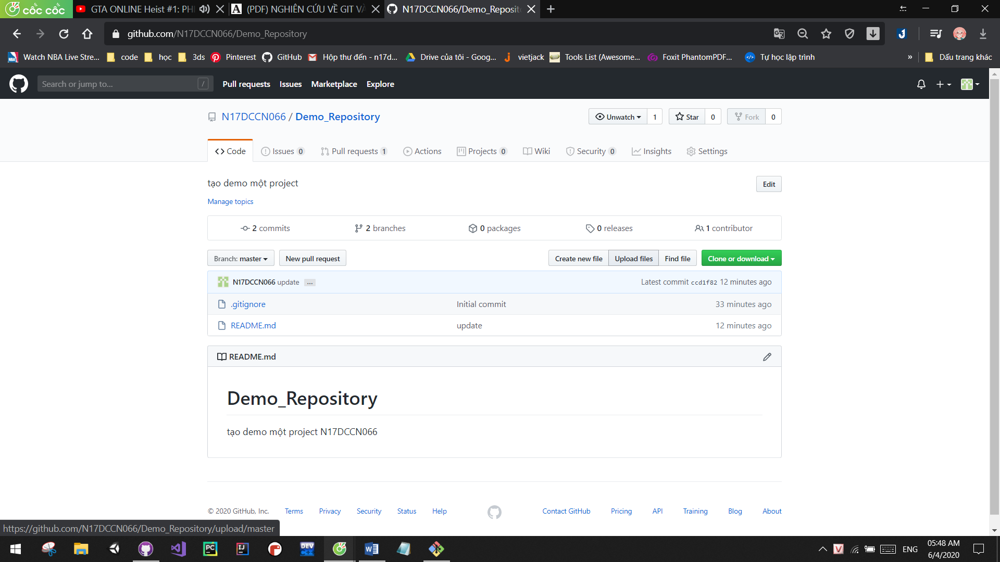 cốc cốc
GTA ONLINE Heist #1: PHI
A
(PDF) NGHIÊN CỨU VỀ GIT VÀ
N17DCCN066/Demo_Reposito
github.com/N17DCCN066/Demo_Repository
Watch NBA Live Stre...
code
học
3ds
Pinterest
GitHub
Hộp thư đến - n17d...
Drive của tôi - Goog...
vietjack
Tools List (Awesome...
Foxit PhantomPDF...
Tự học lập trình
»
Dấu trang khác
Search or jump to...
/
Pull requests
Issues
Marketplace
Explore
N17DCCN066 / Demo_Repository
Unwatch
1
Star
0
Fork
0
Code
Issues 0
Pull requests 1
Actions
Projects 0
Wiki
Security 0
Insights
Settings
tạo demo một project
Edit
Manage topics
2 commits
2 branches
0 packages
0 releases
1 contributor
Branch: master
New pull request
Create new file
Upload files
Find file
Clone or download
N17DCCN066 update ...
Latest commit ccd1f82 12 minutes ago
.gitignore
Initial commit
33 minutes ago
README.md
update
12 minutes ago
README.md
Demo_Repository
tạo demo một project N17DCCN066
© 2020 GitHub, Inc.
Terms
Privacy
Security
Status
Help
Contact GitHub
Pricing
API
Training
Blog
About
https://github.com/N17DCCN066/Demo_Repository/upload/master
PC
IJ
DEV
W
V
ENG
05:48 AM
6/4/2020